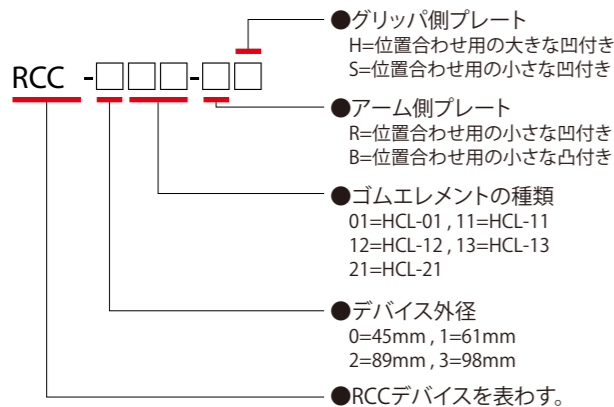 ●グリッパ側プレート
H=位置合わせ用の大きな凹付き
S=位置合わせ用の小さな凹付き
RCC -□□□-□□
●アーム側プレート
R=位置合わせ用の小さな凹付き
B=位置合わせ用の小さな凸付き
●ゴムエレメントの種類
01=HCL-01 , 11=HCL-11
12=HCL-12 , 13=HCL-13
21=HCL-21
●デバイス外径
0=45mm , 1=61mm
2=89mm , 3=98mm
●RCCデバイスを表わす。